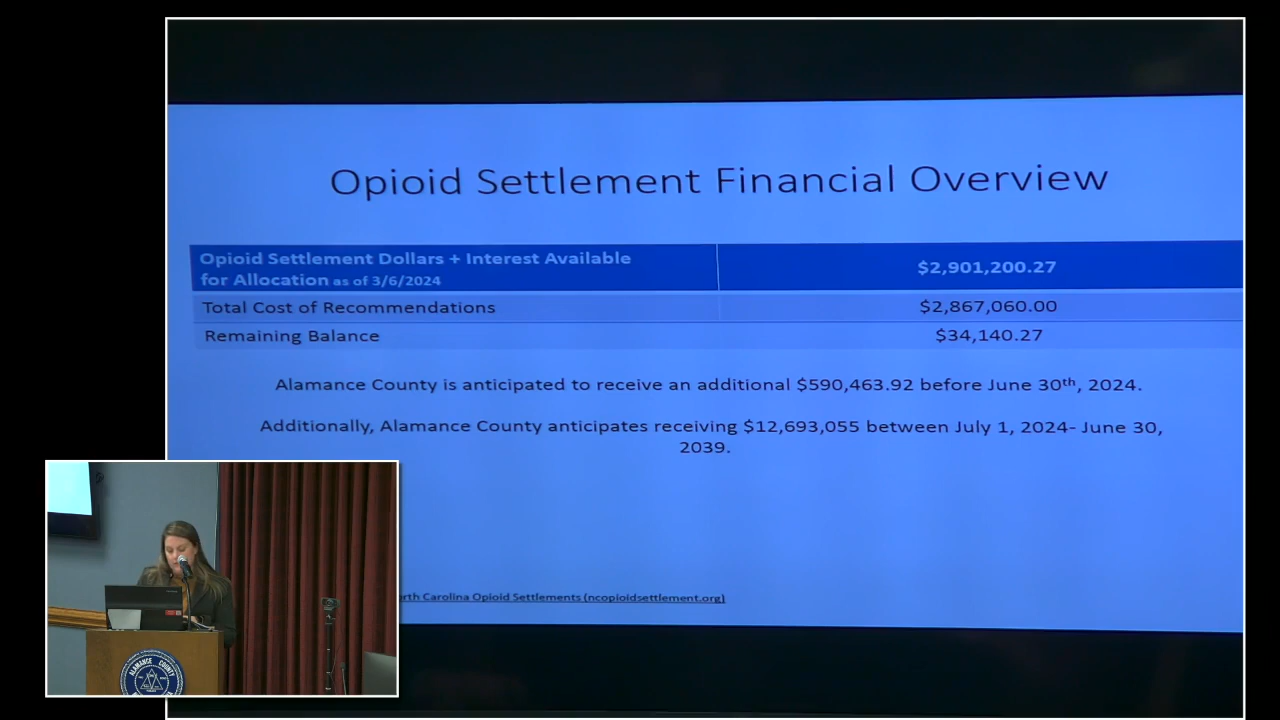 Opioid Settlement Financial Overview
Opioid Settlement Dollars + Interest Available
for Allocation as of 3/6/2024
$2,901,200.27
Total Cost of Recommendations
$2,867,060.00
Remaining Balance
$34,140.27
Alamance County is anticipated to receive an additional $590,463.92 before June 30th, 2024.
Additionally, Alamance County anticipates receiving $12,693,055 between July 1, 2024- June 30,
2039.
rth Carolina Opioid Settlements (ncopioidsettlement.org)
ALAMANCE COUNTY